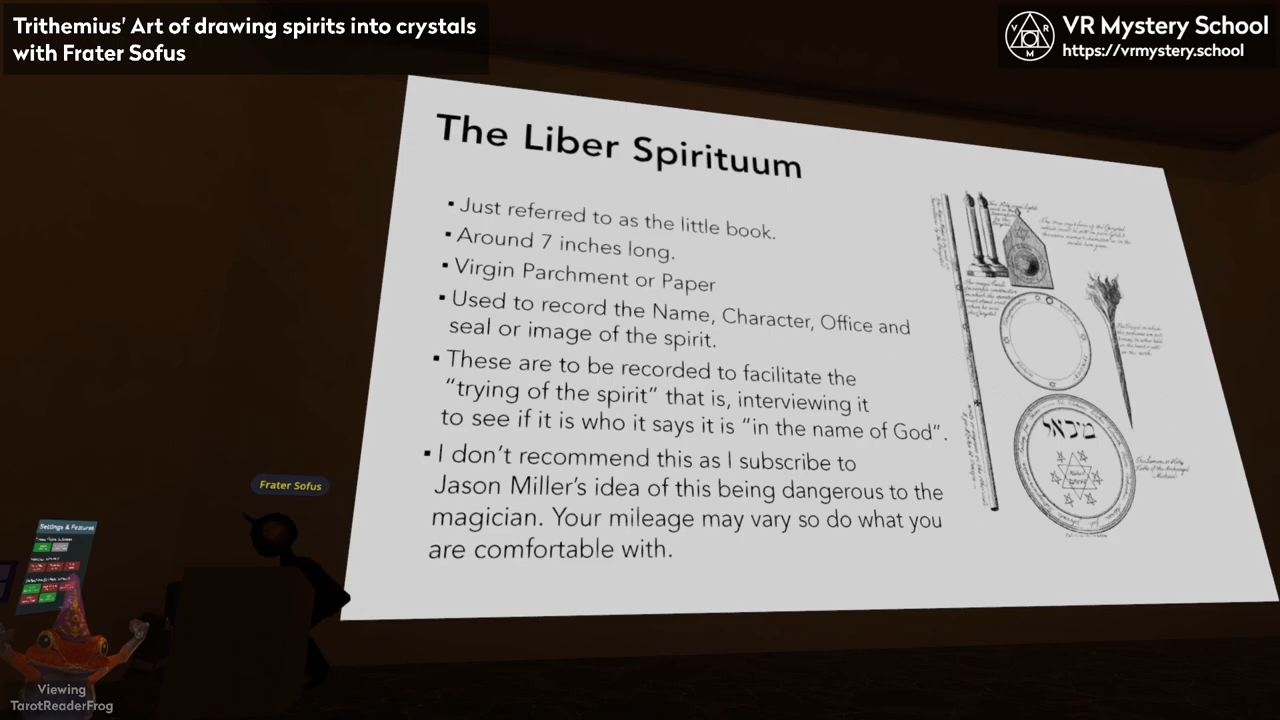 Trithemius' Art of drawing spirits into crystals
with Frater Sofus
VR Mystery School
https://vrmystery.school
V R
M
The Liber Spirituum
▪ Just referred to as the little book.
▪ Around 7 inches long.
▪ Virgin Parchment or Paper
▪ Used to record the Name, Character, Office and
seal or image of the spirit.
▪ These are to be recorded to facilitate the
“trying of the spirit” that is, interviewing it
to see if it is who it says it is “in the name of God”.
▪ I don’t recommend this as I subscribe to
Jason Miller’s idea of this being dangerous to the
magician. Your mileage may vary so do what you
are comfortable with.
מיכאל
Frater Sofus
Settings & Features
Viewing
TarotReaderFrog